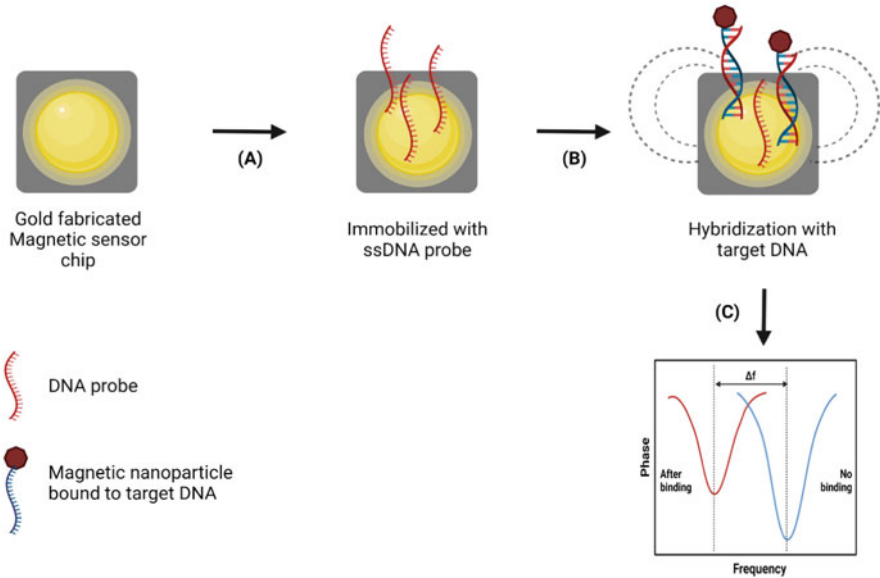 (A)
(B)
Gold fabricated
Magnetic sensor
chip
Immobilized with
ssDNA probe
Hybridization with
target DNA
(C)
DNA probe
Magnetic nanoparticle
bound to target DNA
Δf
Phase
After
binding
No
binding
Frequency